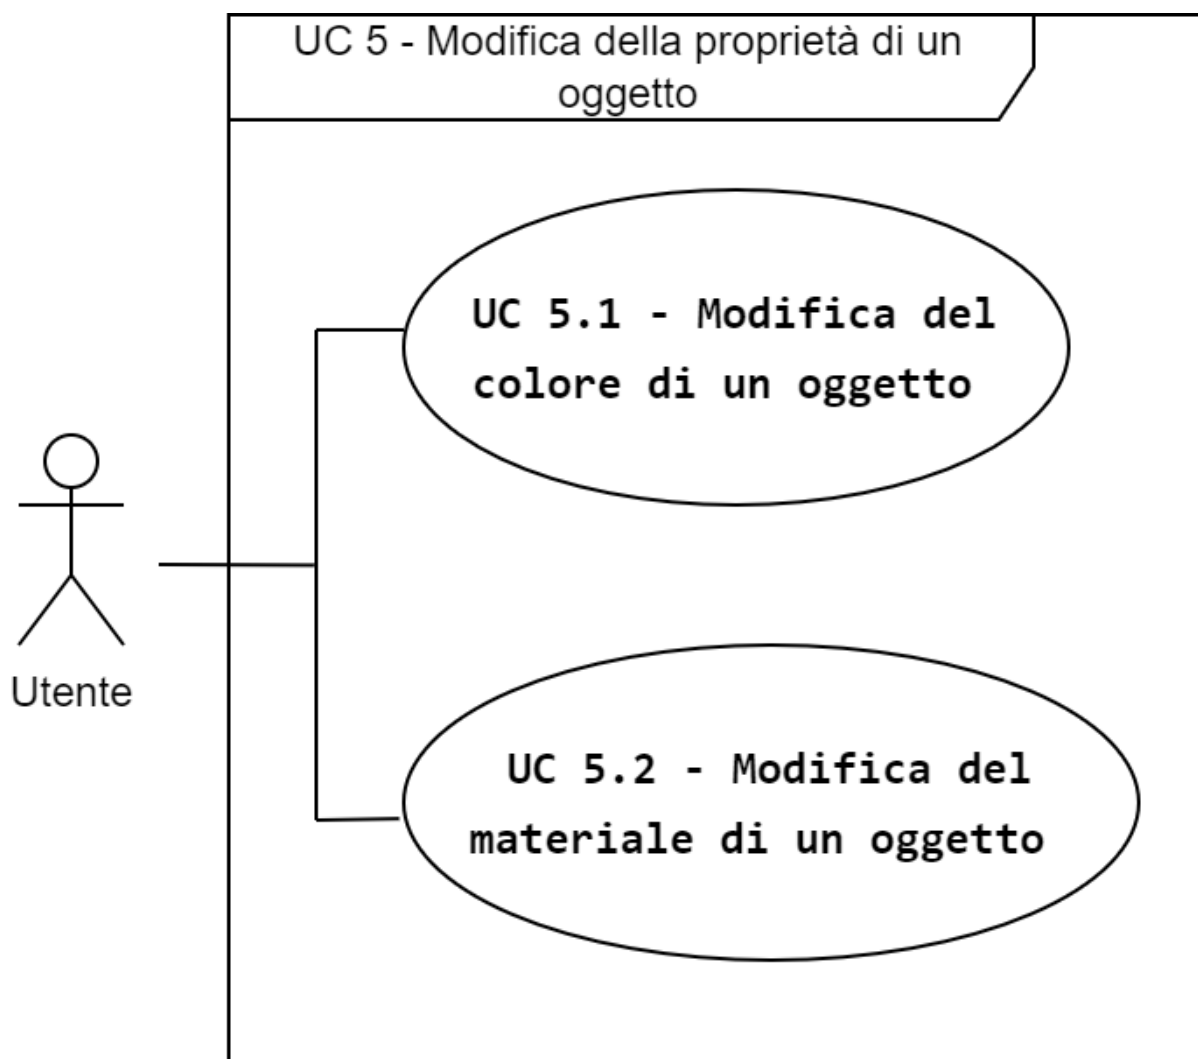 UC 5 - Modifica della proprietà di un
oggetto
UC 5.1 - Modifica del
colore di un oggetto
Utente
UC 5.2 - Modifica del
materiale di un oggetto